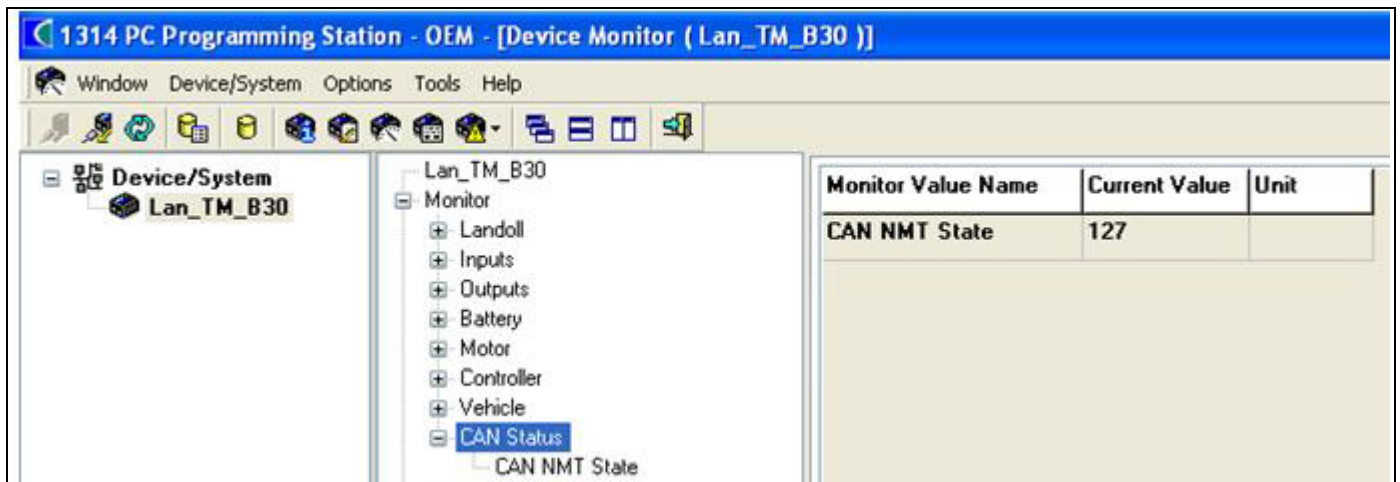 1314 PC Programming Station - OEM - [Device Monitor ( Lan_TM_B30 )]
Window Device/System Options Tools Help
Device/System
Lan_TM_B30
Lan_TM_B30
Monitor
Landoll
Inputs
Outputs
Battery
Motor
Controller
Vehicle
CAN Status
CAN NMT State
Monitor Value Name Current Value Unit
CAN NMT State 127